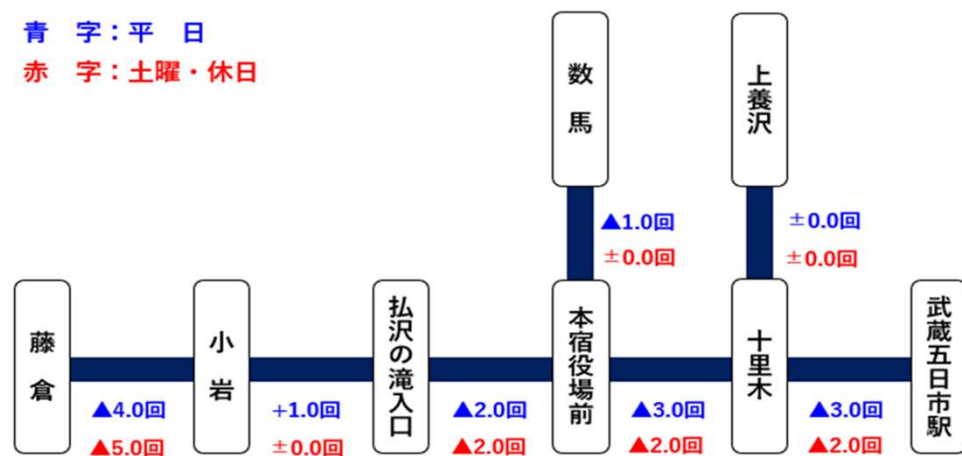 青　字：平　日
赤　字：土曜・休日
数馬
上養沢
▲1.0回
±0.0回
±0.0回
±0.0回
藤倉
小岩
払沢の滝入口
本宿役場前
十里木
武蔵五日市駅
▲4.0回
▲5.0回
+1.0回
±0.0回
▲2.0回
▲2.0回
▲3.0回
▲2.0回
▲3.0回
▲2.0回